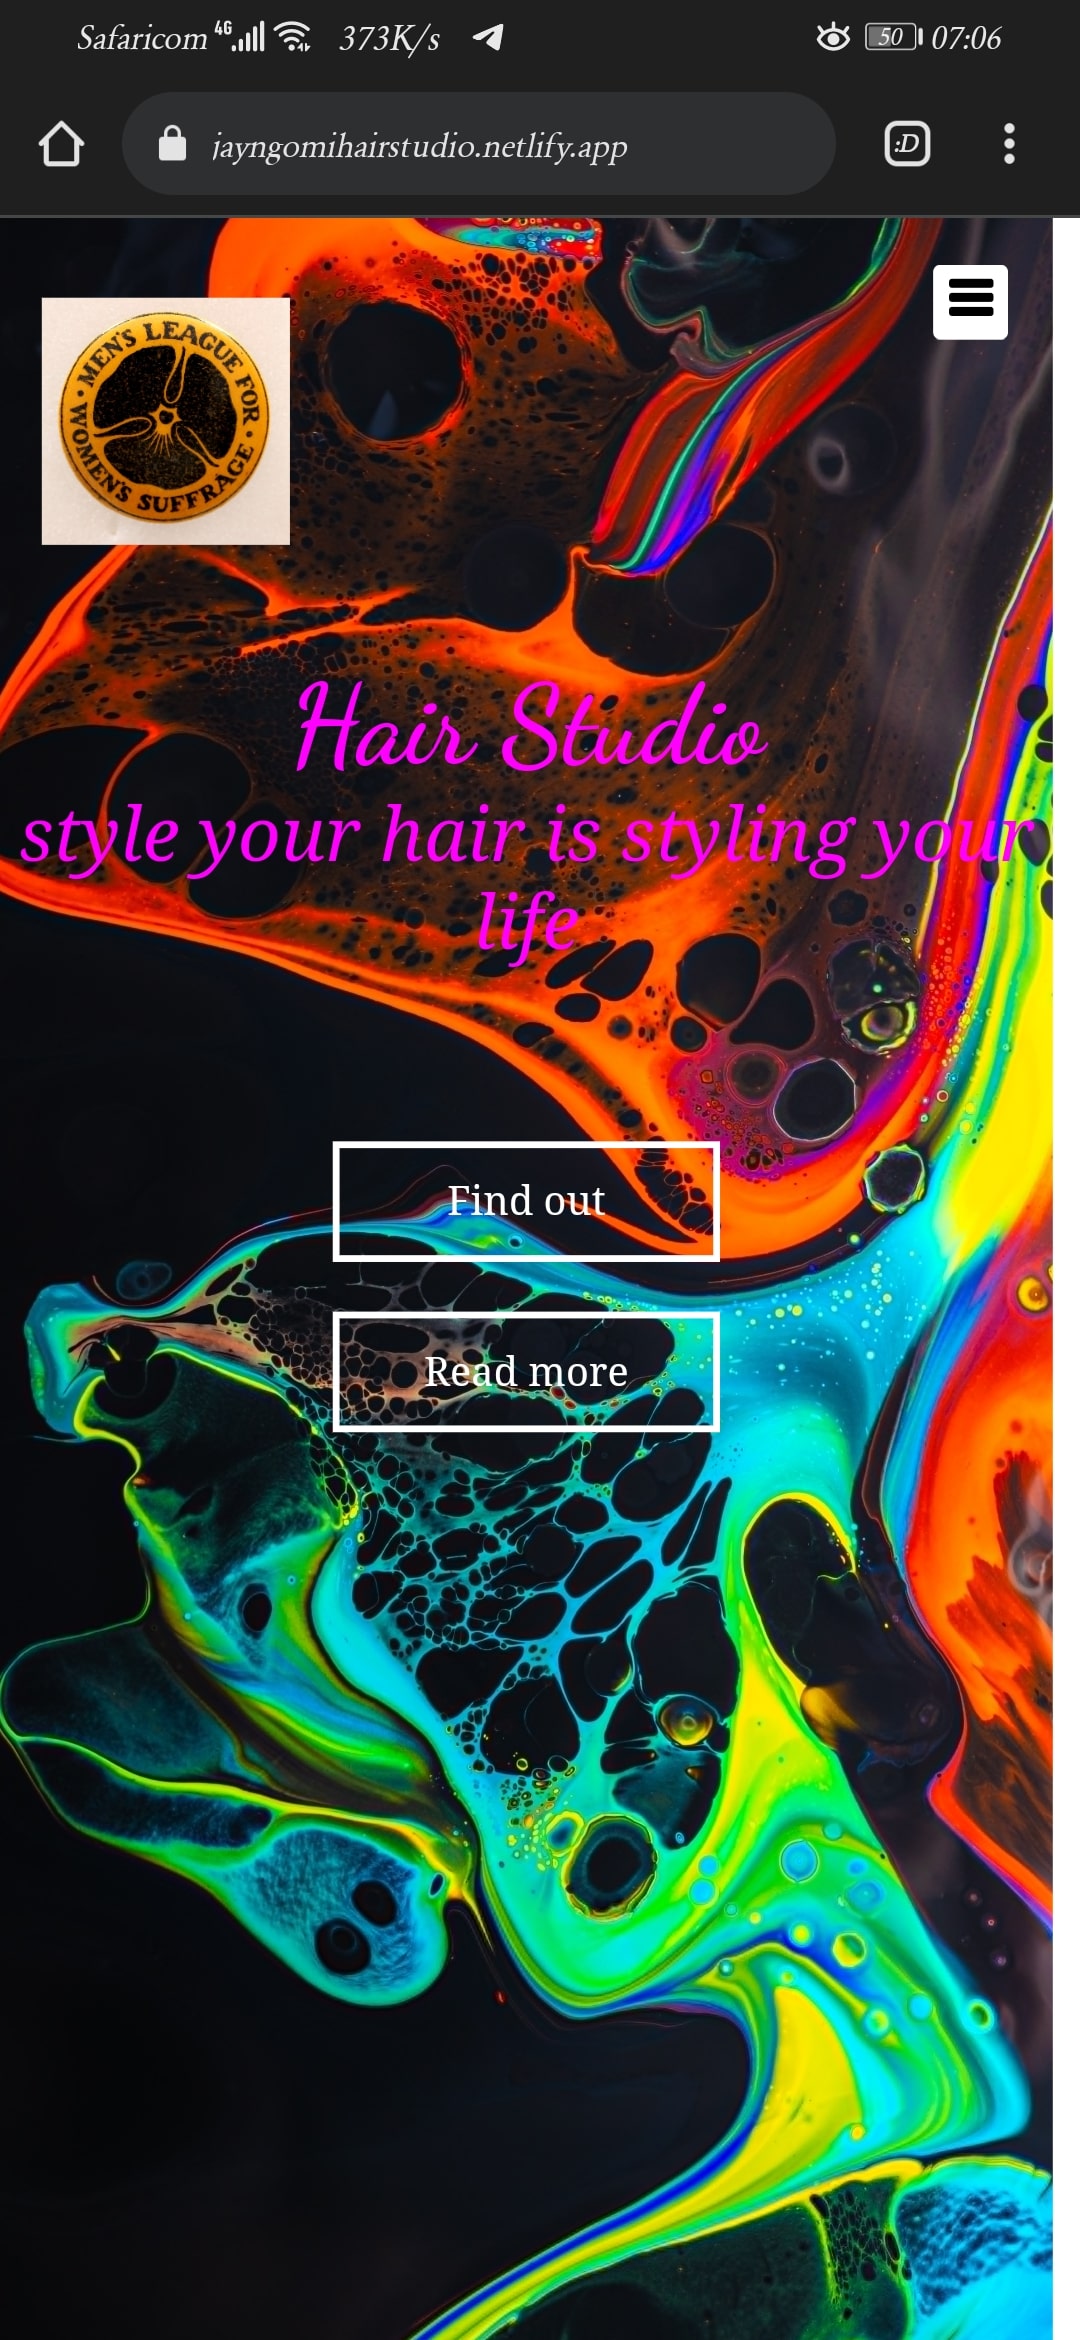 Safaricom 4G 373K/s 50 07:06
jayngomihairstudio.netlify.app :D
MEN'S LEAGUE FOR
WOMEN'S SUFFRAGE
Hair Studio
style your hair is styling your
life
Find out
Read more